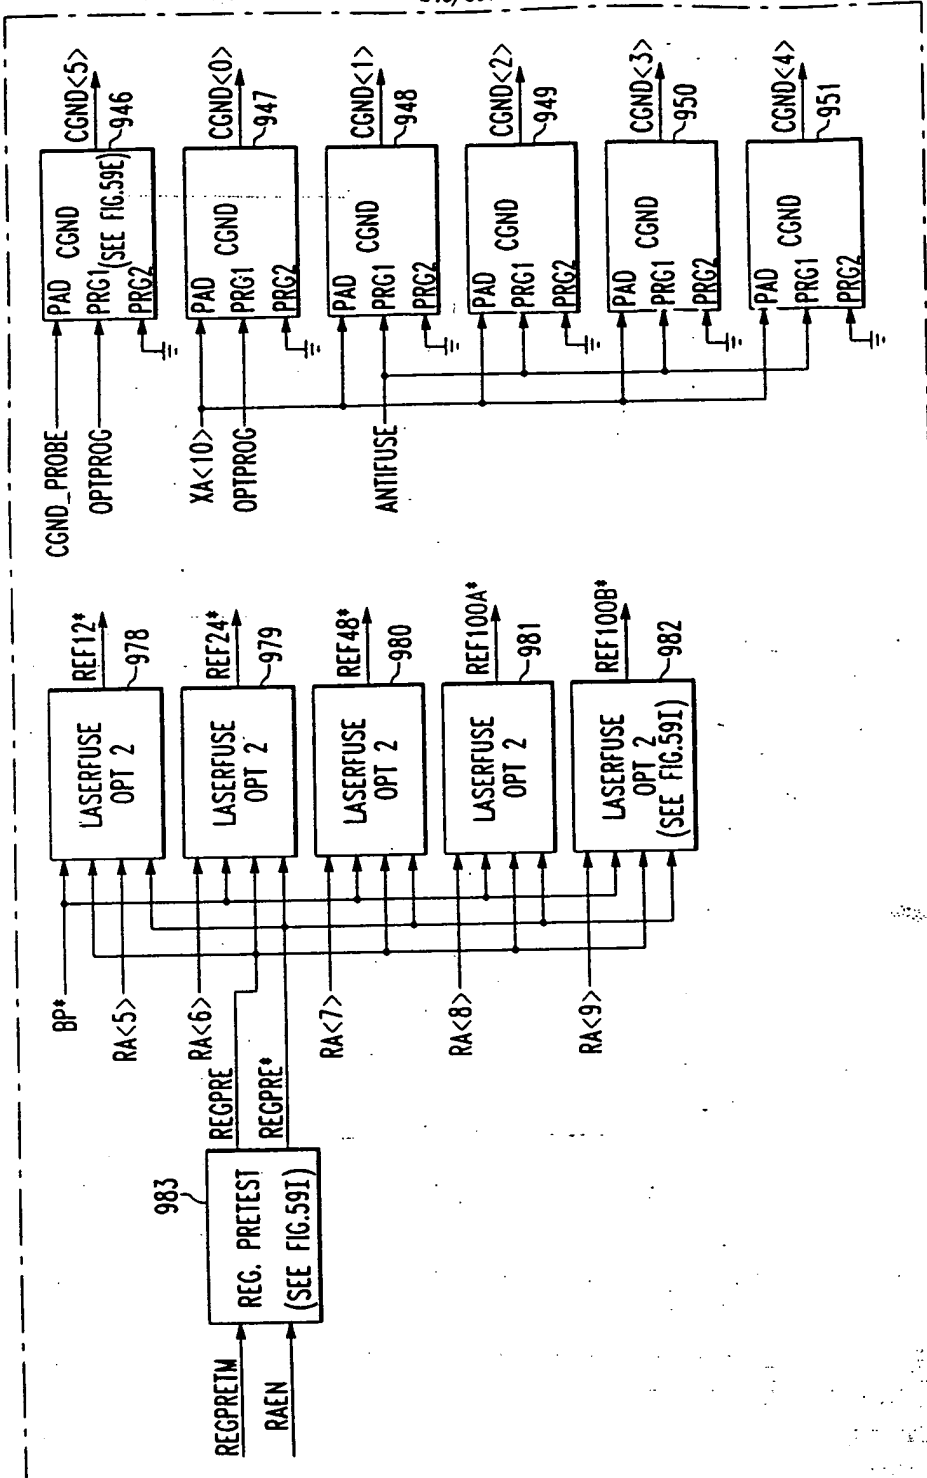 CGND_PROBE
OPTPROG
PAD
PRG1
PRG2
CGND
(SEE FIG.59E)
CGND<5>
946
XA<10>
OPTPROG
PAD
PRG1
PRG2
CGND
CGND<0>
947
ANTIFUSE
PAD
PRG1
PRG2
CGND
CGND<1>
948
PAD
PRG1
PRG2
CGND
CGND<2>
949
PAD
PRG1
PRG2
CGND
CGND<3>
950
PAD
PRG1
PRG2
CGND
CGND<4>
951
REGPRETM
RAEN
983
REG. PRETEST
(SEE FIG.59I)
REGPRE
REGPRE*
BP*
RA<5>
LASERFUSE
OPT 2
REF12*
978
RA<6>
LASERFUSE
OPT 2
REF24*
979
RA<7>
LASERFUSE
OPT 2
REF48*
980
RA<8>
LASERFUSE
OPT 2
REF100A*
981
RA<9>
LASERFUSE
OPT 2
(SEE FIG.59I)
REF100B*
982